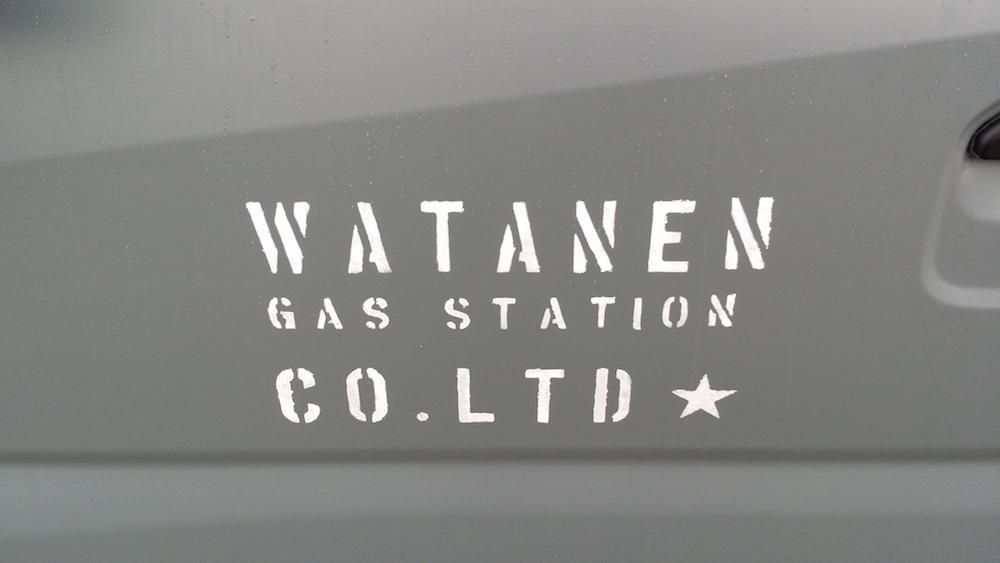 WATANEN
GAS STATION
CO.LTD★